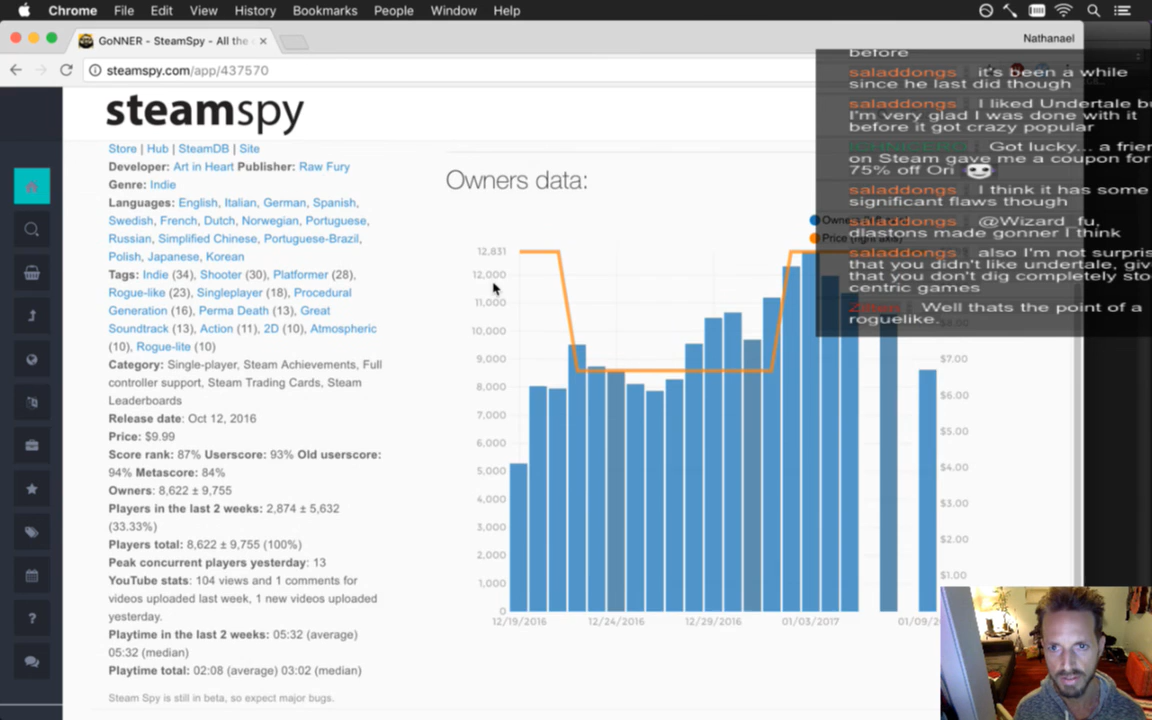 Chrome File Edit View History Bookmarks People Window Help
GoNNER - SteamSpy - All the
Nathanael
steamspy.com/app/437570
steamspy
Store | Hub | SteamDB | Site
Developer: Art in Heart Publisher: Raw Fury
Genre: Indie
Languages: English, Italian, German, Spanish,
Swedish, French, Dutch, Norwegian, Portuguese,
Russian, Simplified Chinese, Portuguese-Brazil,
Polish, Japanese, Korean
Tags: Indie (34), Shooter (30), Platformer (28),
Rogue-like (23), Singleplayer (18), Procedural
Generation (16), Perma Death (13), Great
Soundtrack (13), Action (11), 2D (10), Atmospheric
(10), Rogue-lite (10)
Category: Single-player, Steam Achievements, Full
controller support, Steam Trading Cards, Steam
Leaderboards
Release date: Oct 12, 2016
Price: $9.99
Score rank: 87% Userscore: 93% Old userscore:
94% Metascore: 84%
Owners: 8,622 ± 9,755
Players in the last 2 weeks: 2,874 ± 5,632
(33.33%)
Players total: 8,622 ± 9,755 (100%)
Peak concurrent players yesterday: 13
YouTube stats: 104 views and 1 comments for
videos uploaded last week, 1 new videos uploaded
yesterday.
Playtime in the last 2 weeks: 05:32 (average)
05:32 (median)
Playtime total: 02:08 (average) 03:02 (median)
Steam Spy is still in beta, so expect major bugs.
Owners data:
Price (right axis)
12,831
12,000
11,000
10,000
9,000
8,000
7,000
6,000
5,000
4,000
3,000
2,000
1,000
0
$8.00
$7.00
$6.00
$5.00
$4.00
$3.00
$2.00
$1.00
12/19/2016 12/24/2016 12/29/2016 01/03/2017 01/09/20
before
saladdongs it's been a while
since he last did though
saladdongs I liked Undertale bu
I'm very glad I was done with it
before it got crazy popular
Got lucky... a frien
on Steam gave me a coupon for
75% off Ori
saladdongs I think it has some
significant flaws though
saladdongs @Wizard_fu,
dlastons made gonner I think
saladdongs also I'm not surpris
that you didn't like undertale, giv
that you don't dig completely sto
centric games
Well thats the point of a
roguelike.